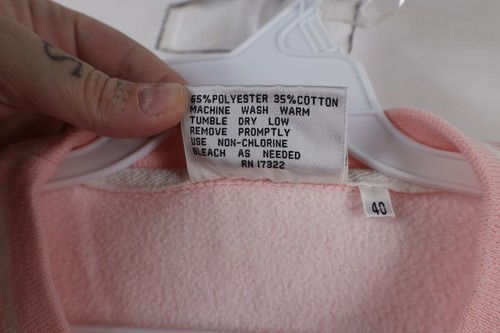 65%POLYESTER 35%COTTON
MACHINE WASH WARM
TUMBLE DRY LOW
REMOVE PROMPTLY
USE NON-CHLORINE
BLEACH AS NEEDED
RN 17322
40